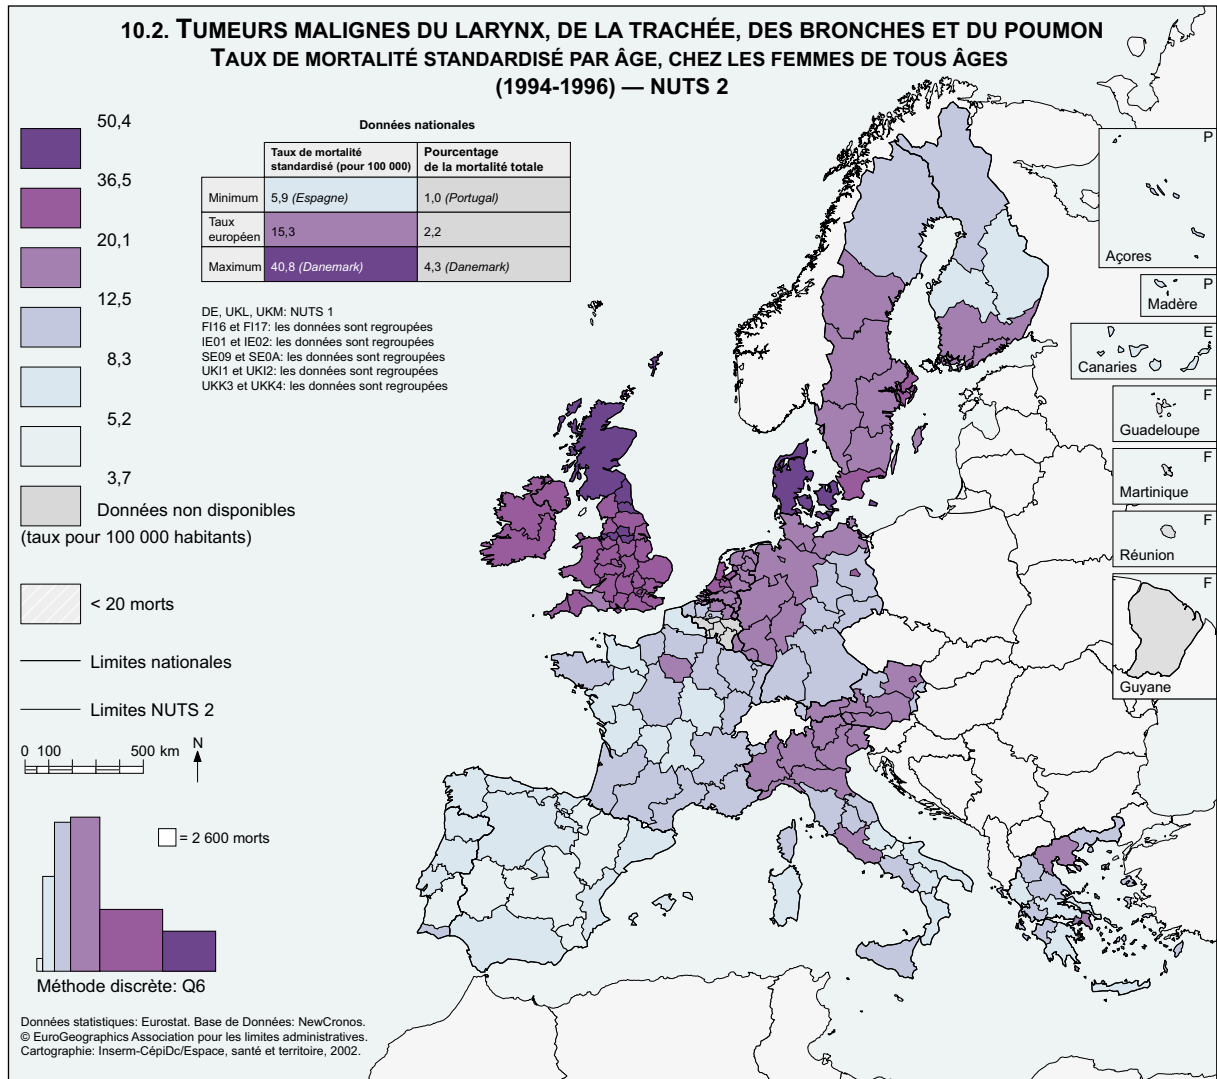 10.2. TUMEURS MALIGNES DU LARYNX, DE LA TRACHÉE, DES BRONCHES ET DU POUMON
TAUX DE MORTALITÉ STANDARDISÉ PAR ÂGE, CHEZ LES FEMMES DE TOUS ÂGES
(1994-1996) — NUTS 2
50,4
36,5
20,1
12,5
8,3
5,2
3,7
Données non disponibles
(taux pour 100 000 habitants)
< 20 morts
Limites nationales
Limites NUTS 2
0 100 500 km
N
Données nationales
Taux de mortalité
standardisé (pour 100 000)
Pourcentage
de la mortalité totale
Minimum 5,9 (Espagne) 1,0 (Portugal)
Taux
européen 15,3 2,2
Maximum 40,8 (Danemark) 4,3 (Danemark)
DE, UKL, UKM: NUTS 1
FI16 et FI17: les données sont regroupées
IE01 et IE02: les données sont regroupées
SE09 et SE0A: les données sont regroupées
UKI1 et UKI2: les données sont regroupées
UKK3 et UKK4: les données sont regroupées
P
Açores
P
Madère
E
Canaries
F
Guadeloupe
F
Martinique
F
Réunion
F
Guyane
= 2 600 morts
Méthode discrète: Q6
Données statistiques: Eurostat. Base de Données: NewCronos.
© EuroGeographics Association pour les limites administratives.
Cartographie: Inserm-CépiDc/Espace, santé et territoire, 2002.